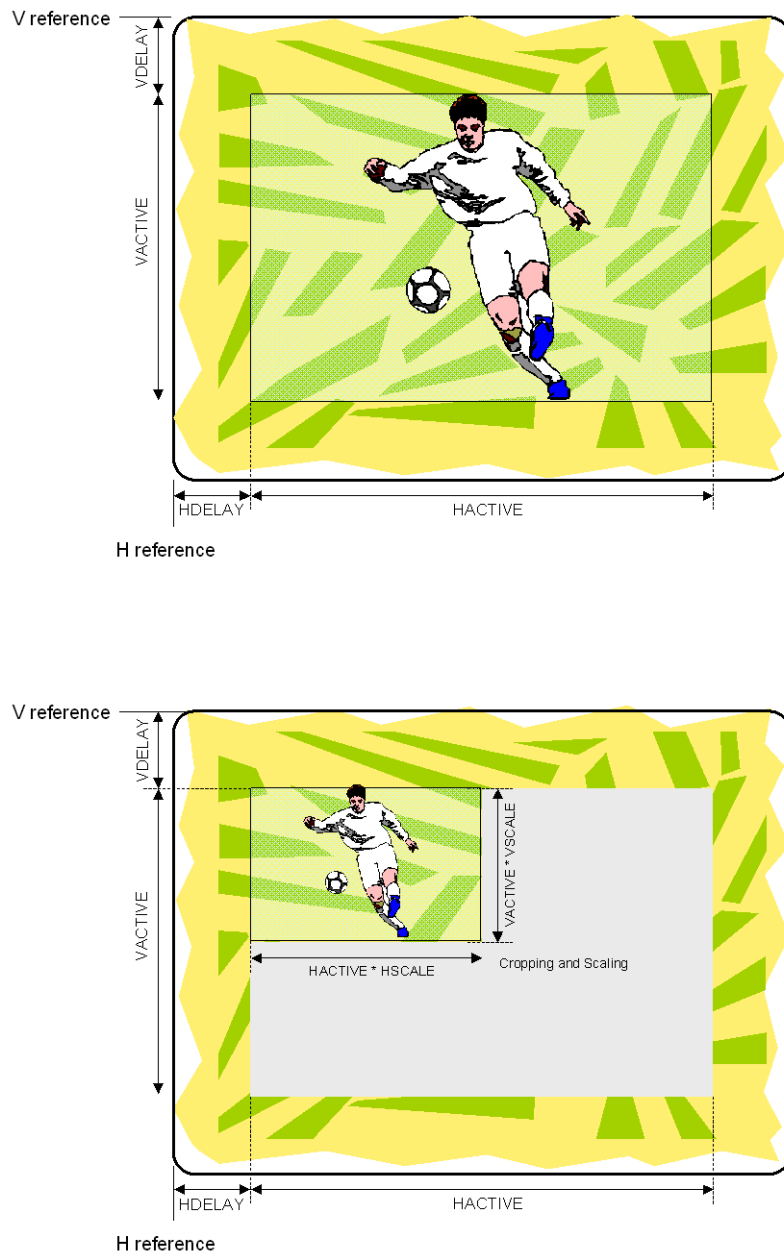 V reference
VDELAY
VACTIVE
HDELAY
HACTIVE
H reference
V reference
VDELAY
VACTIVE
VACTIVE * VSCALE
HACTIVE * HSCALE
Cropping and Scaling
HDELAY
HACTIVE
H reference